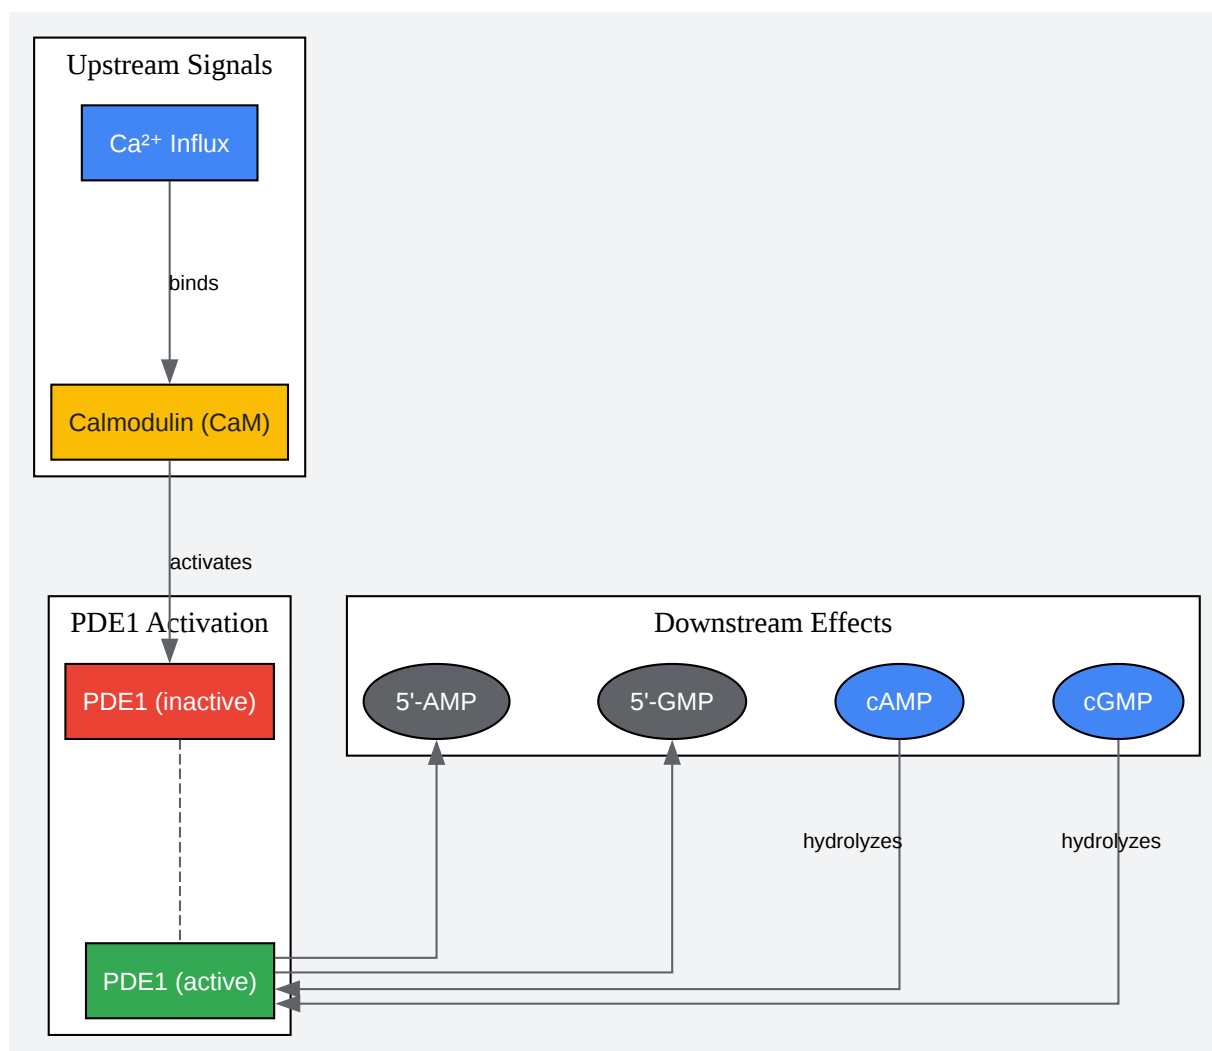 Upstream Signals
Ca²⁺ Influx
binds
Calmodulin (CaM)
activates
PDE1 Activation
PDE1 (inactive)
PDE1 (active)
Downstream Effects
5'-AMP
5'-GMP
cAMP
cGMP
hydrolyzes
hydrolyzes